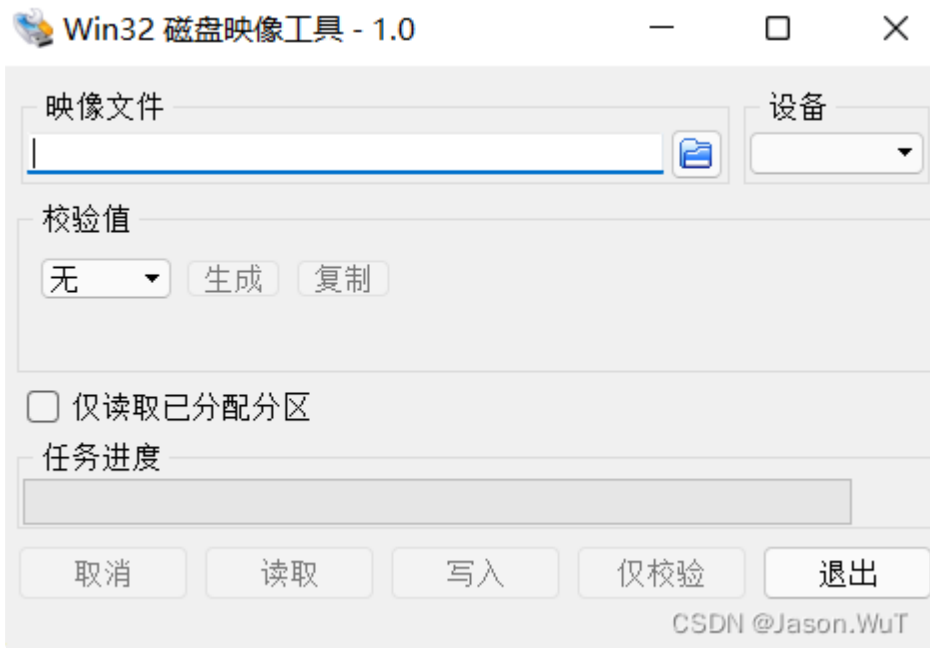 Win32 磁盘映像工具 - 1.0
映像文件
设备
校验值
无 生成 复制
仅读取已分配分区
任务进度
取消 读取 写入 仅校验 退出
CSDN @Jason.WuT